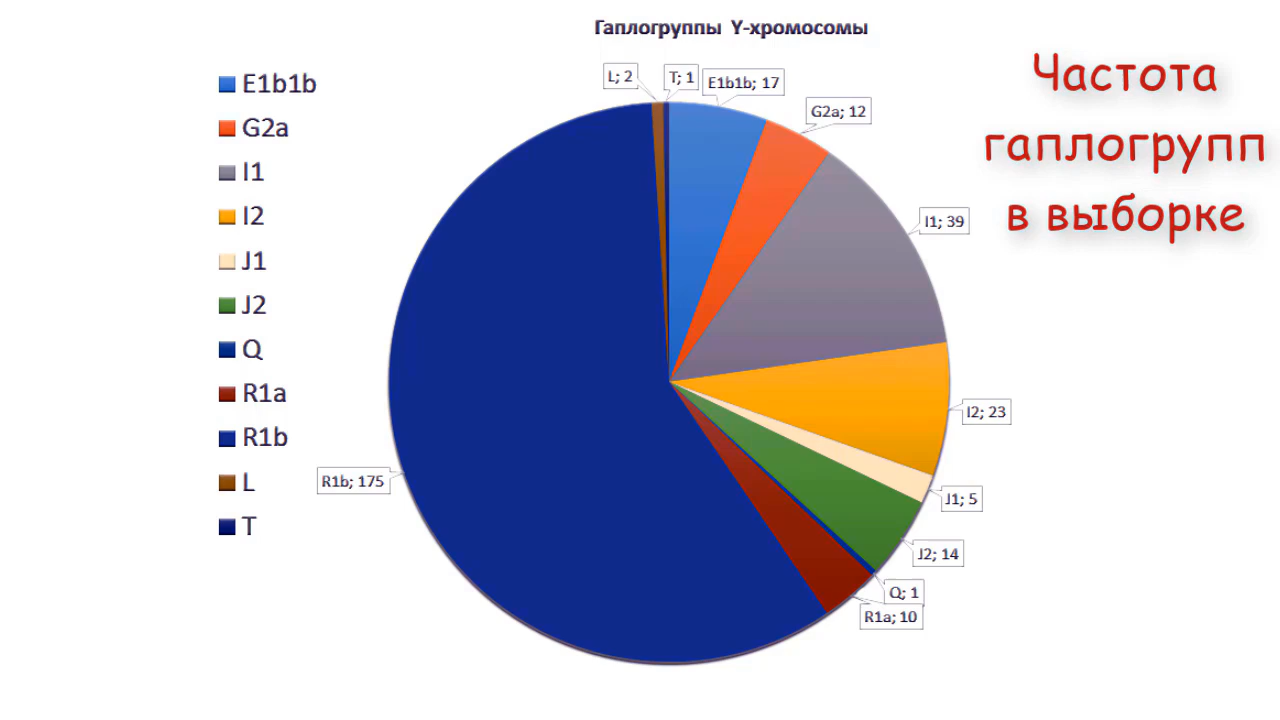 Гаплогруппы Y-хромосомы
Частота
гаплогрупп
в выборке
E1b1b
G2a
I1
I2
J1
J2
Q
R1a
R1b
L
T
L; 2
T; 1
E1b1b; 17
G2a; 12
I1; 39
I2; 23
J1; 5
J2; 14
Q; 1
R1a; 10
R1b; 175